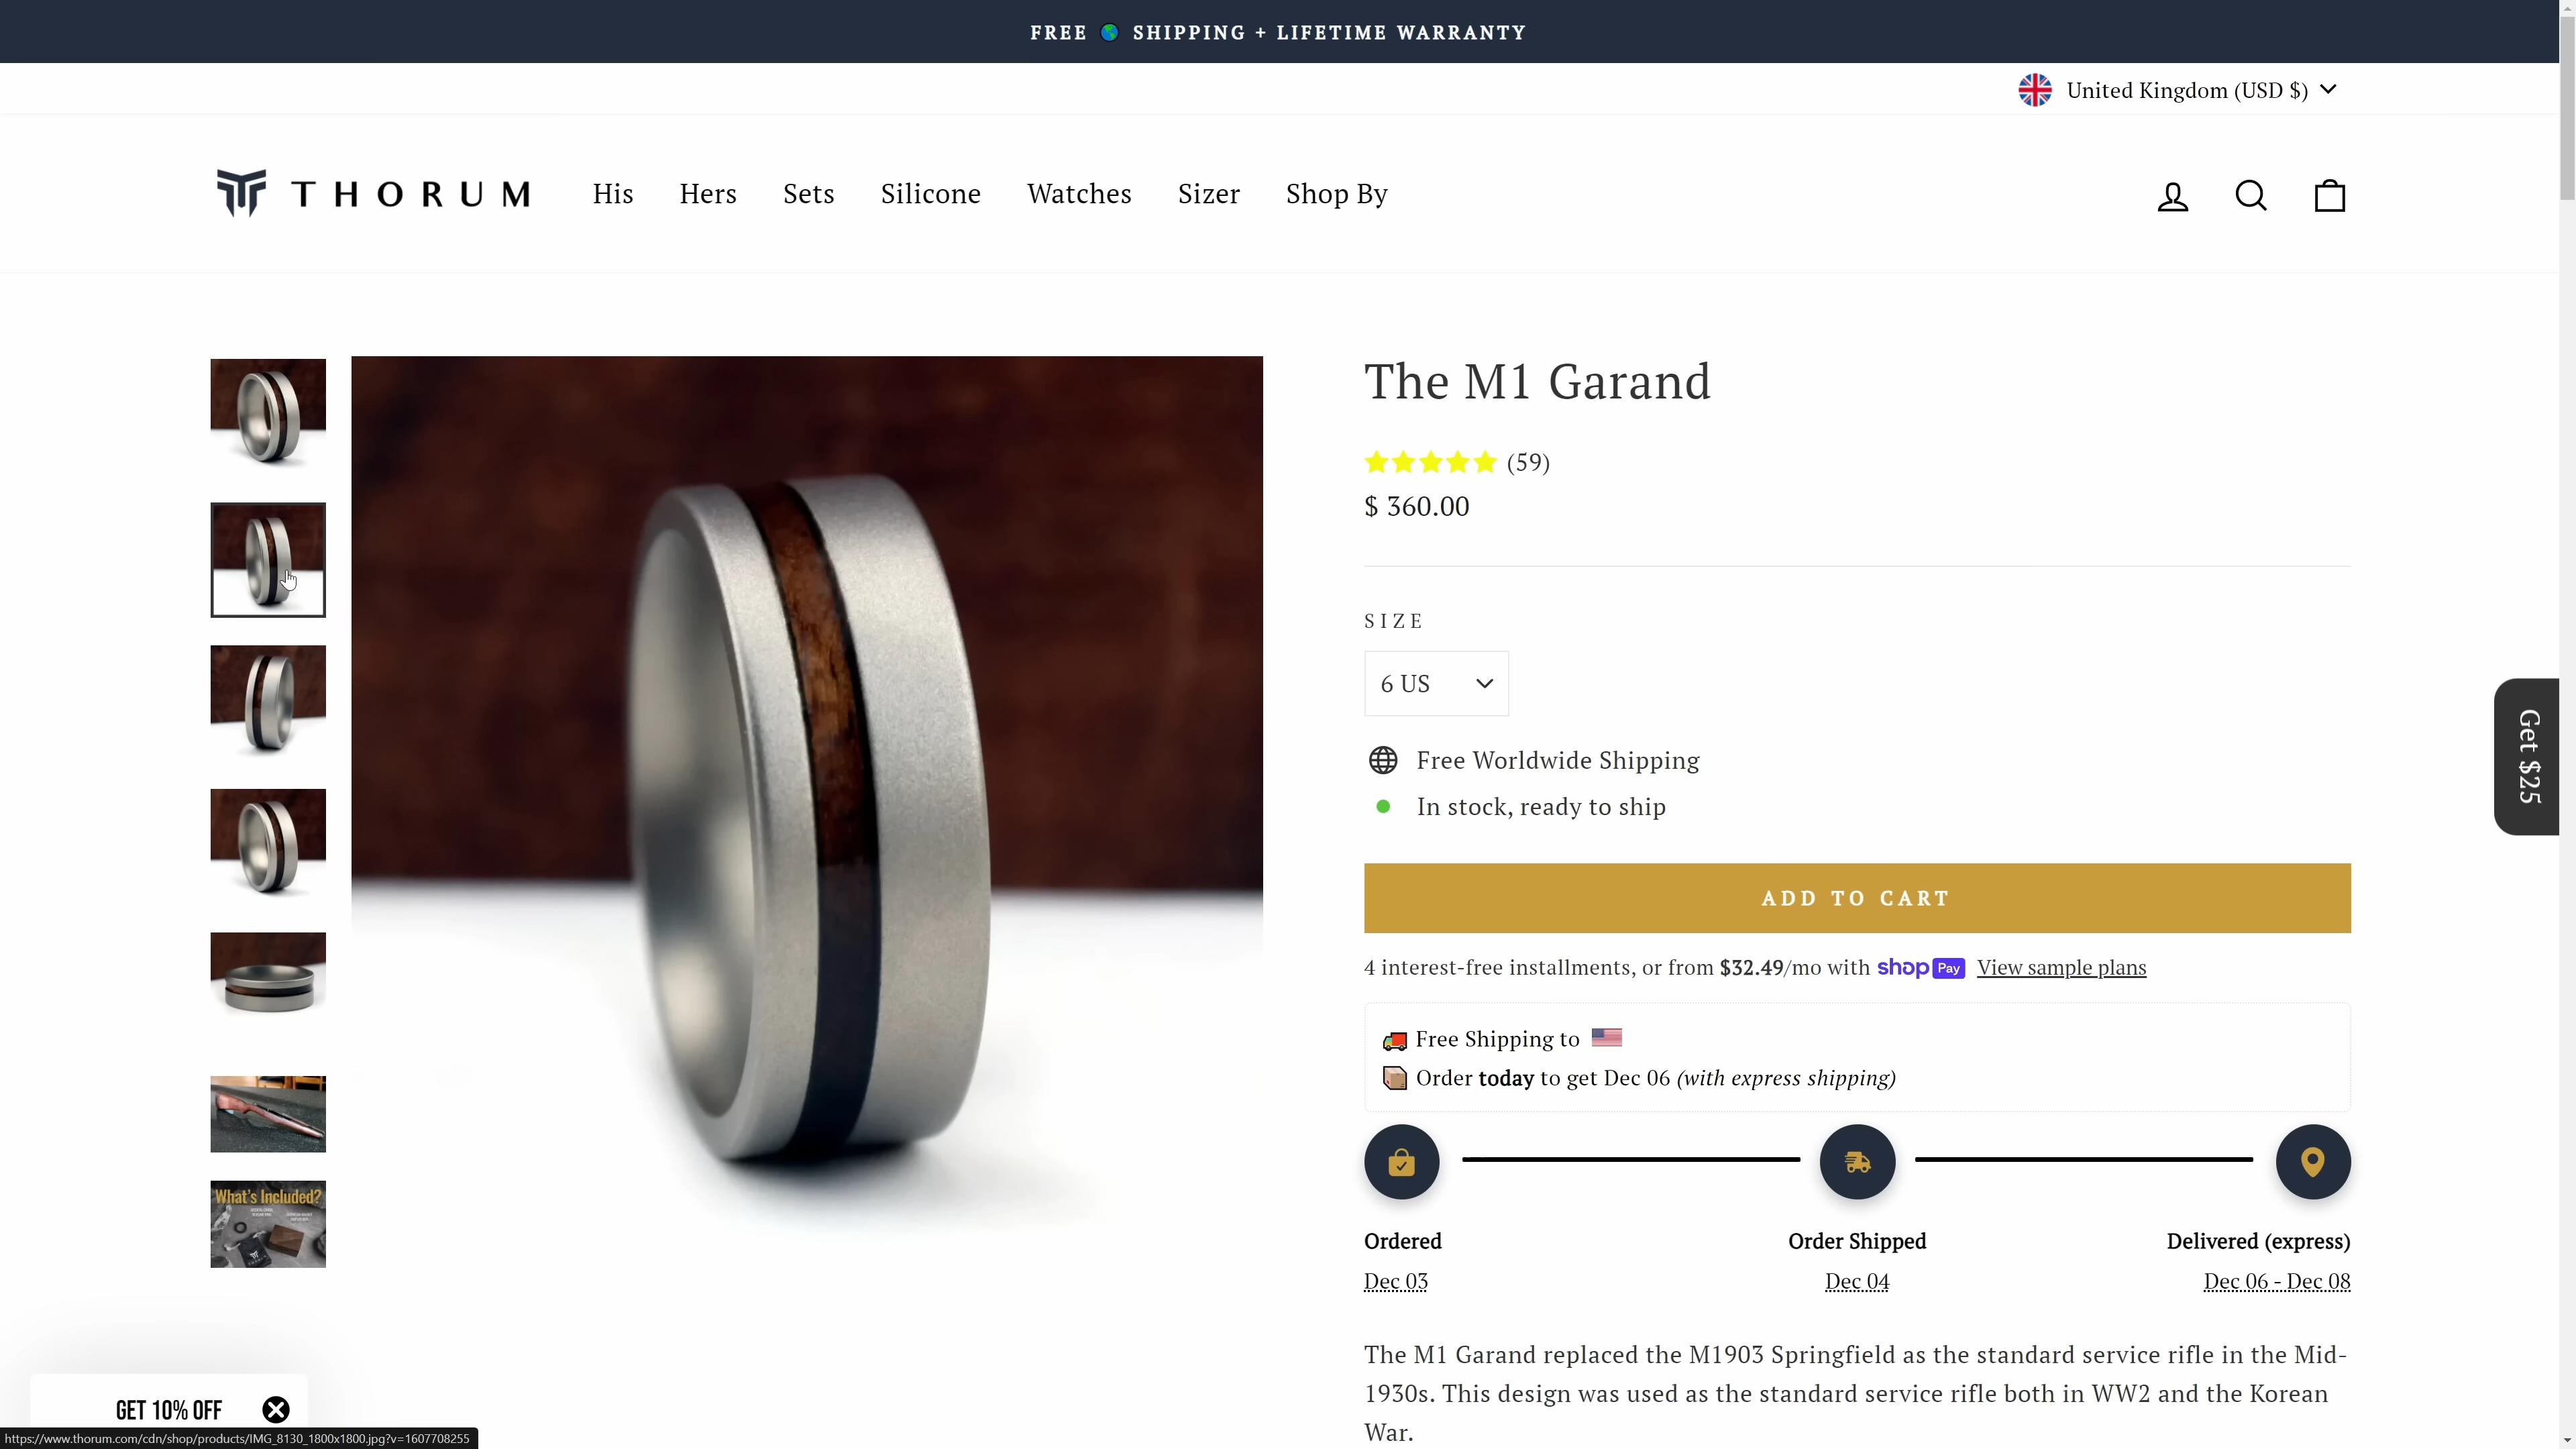 FREE 🌎 SHIPPING + LIFETIME WARRANTY
United Kingdom (USD $)
THORUM
His
Hers
Sets
Silicone
Watches
Sizer
Shop By
The M1 Garand
(59)
$ 360.00
SIZE
6 US
Free Worldwide Shipping
In stock, ready to ship
Get $25
ADD TO CART
4 interest-free installments, or from $32.49/mo with shop Pay View sample plans
Free Shipping to
Order today to get Dec 06 (with express shipping)
What's Included?
Ordered
Order Shipped
Delivered (express)
Dec 03
Dec 04
Dec 06 - Dec 08
The M1 Garand replaced the M1903 Springfield as the standard service rifle in the Mid-
1930s. This design was used as the standard service rifle both in WW2 and the Korean
War.
GET 10% OFF
https://www.thorum.com/cdn/shop/products/IMG_8130_1800x1800.jpg?v=1607708255